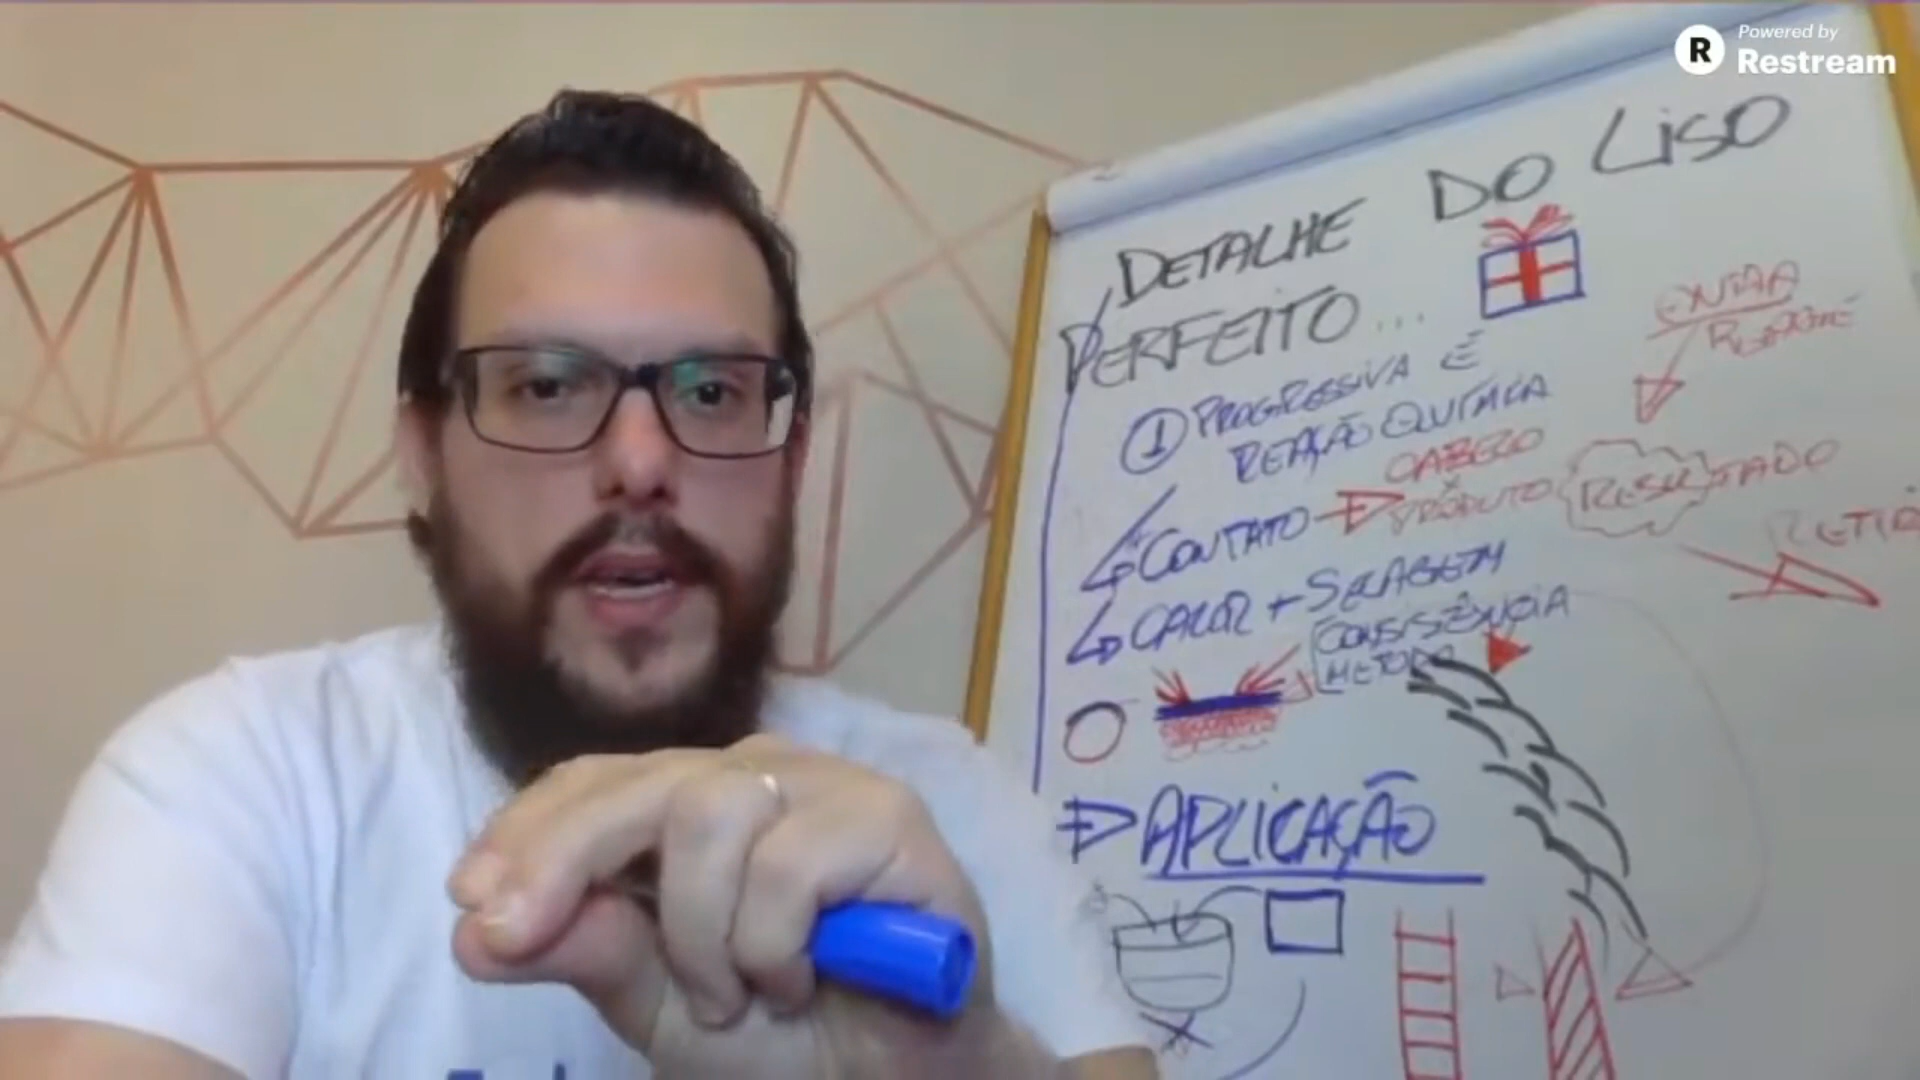 Powered by
Restream
DETALHE DO LISO
PERFEITO...
1 PROGRESSIVA É
REAÇÃO QUÍMICA
CONTATO
CABELO
PRODUTO
RESULTADO
ENTRA
CALOR + SELAGEM
CONSISTÊNCIA
APLICAÇÃO